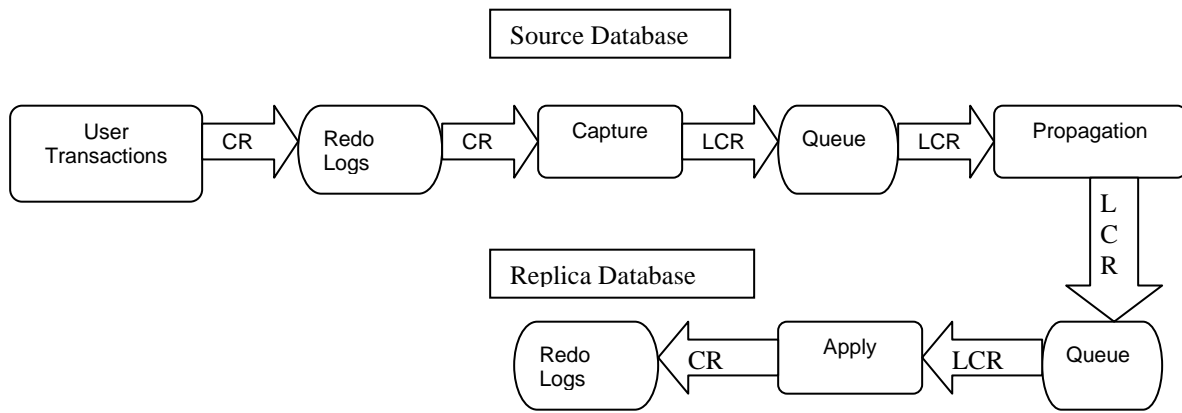 Source Database
User
Transactions
CR
Redo
Logs
CR
Capture
LCR
Queue
LCR
Propagation
L
C
R
Replica Database
Redo
Logs
CR
Apply
LCR
Queue